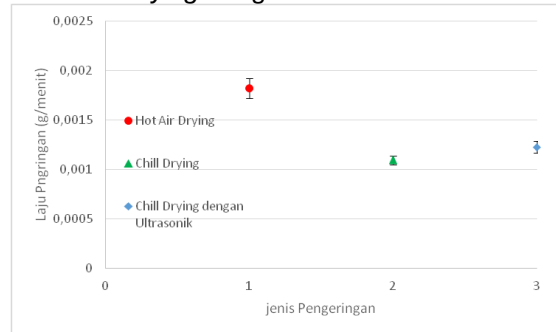 0,0025
0,002
0,0015
0,001
0,0005
0
Laju Pngringan (g/menit)
Hot Air Drying
Chill Drying
Chill Drying dengan
Ultrasonik
0 1 2 3
jenis Pengeringan